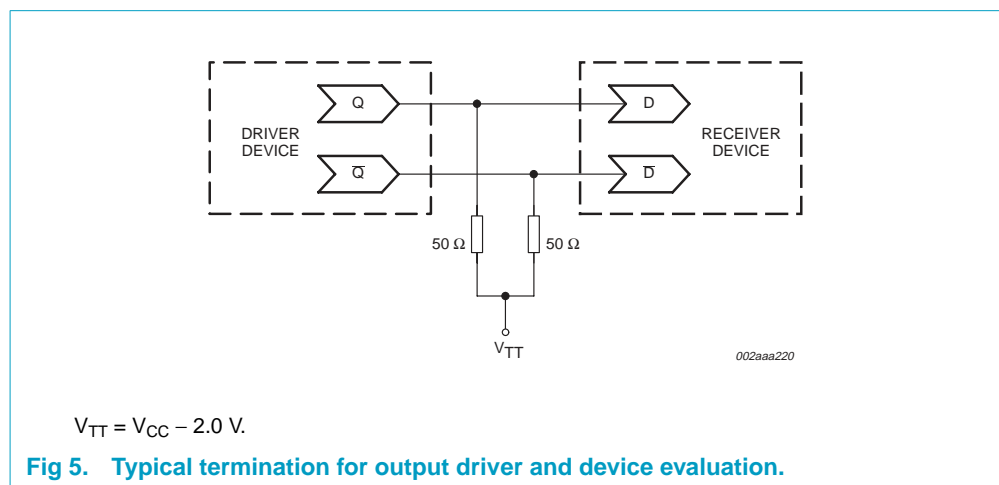 Q
D
DRIVER
DEVICE
RECEIVER
DEVICE
Q̅
D̅
50 Ω
50 Ω
VTT
002aaa220
VTT = VCC − 2.0 V.
Fig 5. Typical termination for output driver and device evaluation.